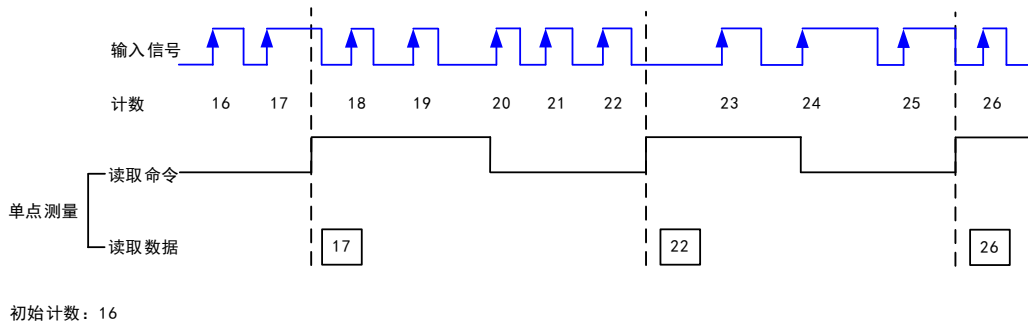 输入信号
计数 16 17 18 19 20 21 22 23 24 25 26
读取命令
单点测量
读取数据 17 22 26
初始计数：16